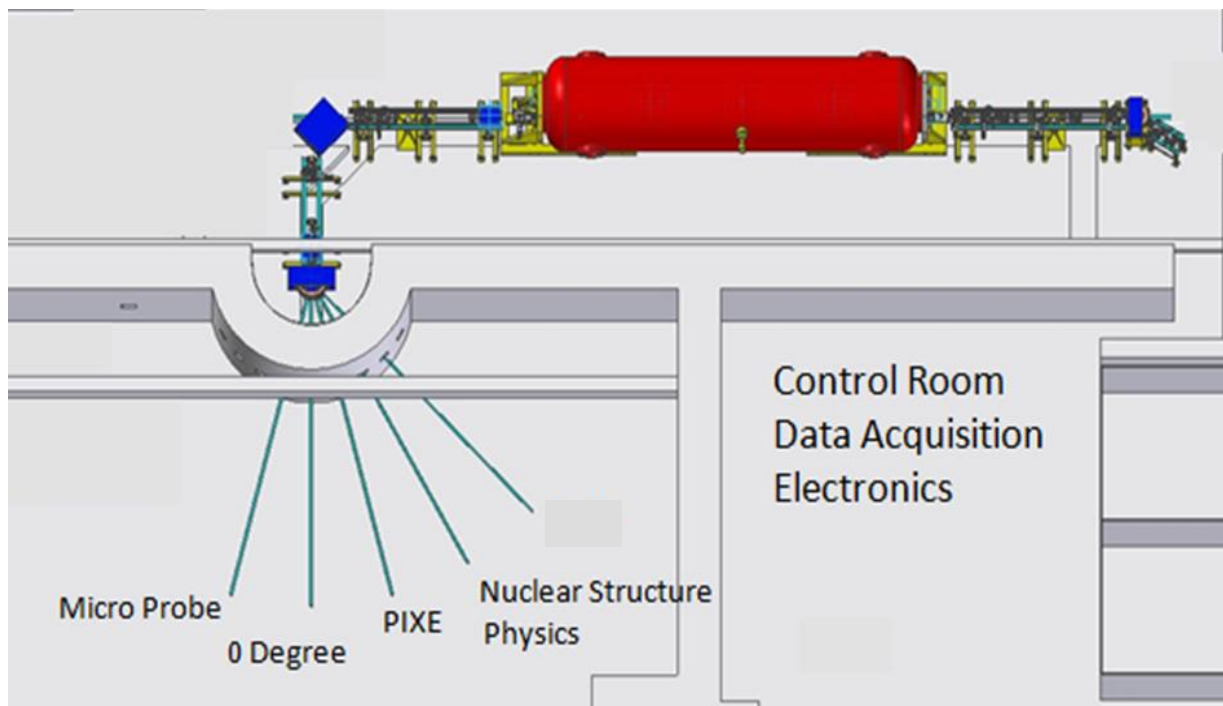 Control Room
Data Acquisition
Electronics
Micro Probe
0 Degree
PIXE
Nuclear Structure
Physics